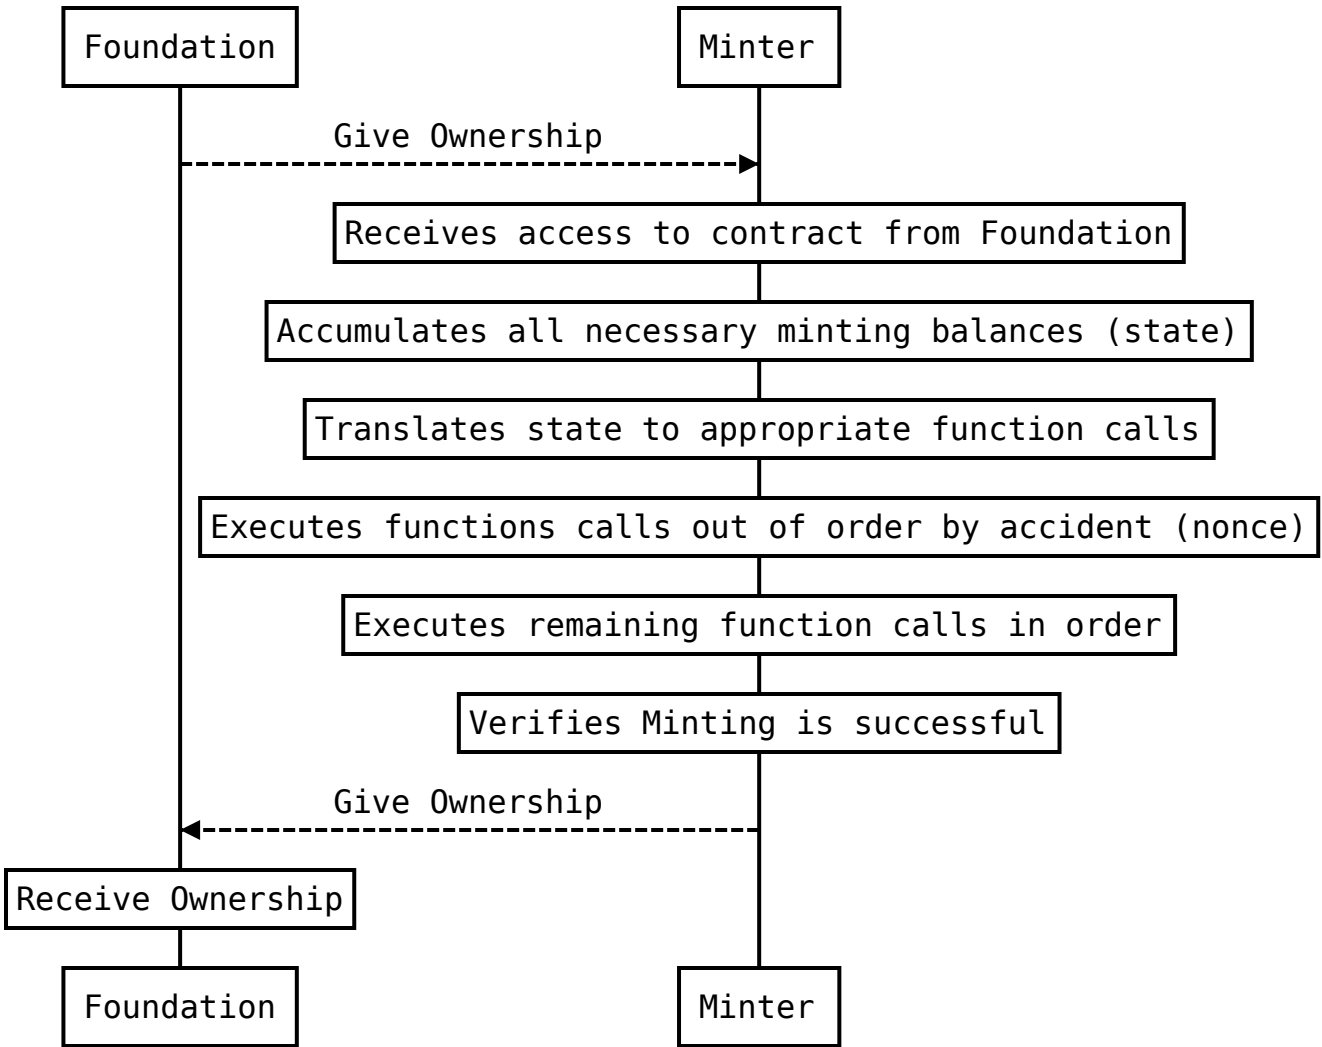 Foundation
Minter
Give Ownership
Receives access to contract from Foundation
Accumulates all necessary minting balances (state)
Translates state to appropriate function calls
Executes functions calls out of order by accident (nonce)
Executes remaining function calls in order
Verifies Minting is successful
Give Ownership
Receive Ownership
Foundation
Minter